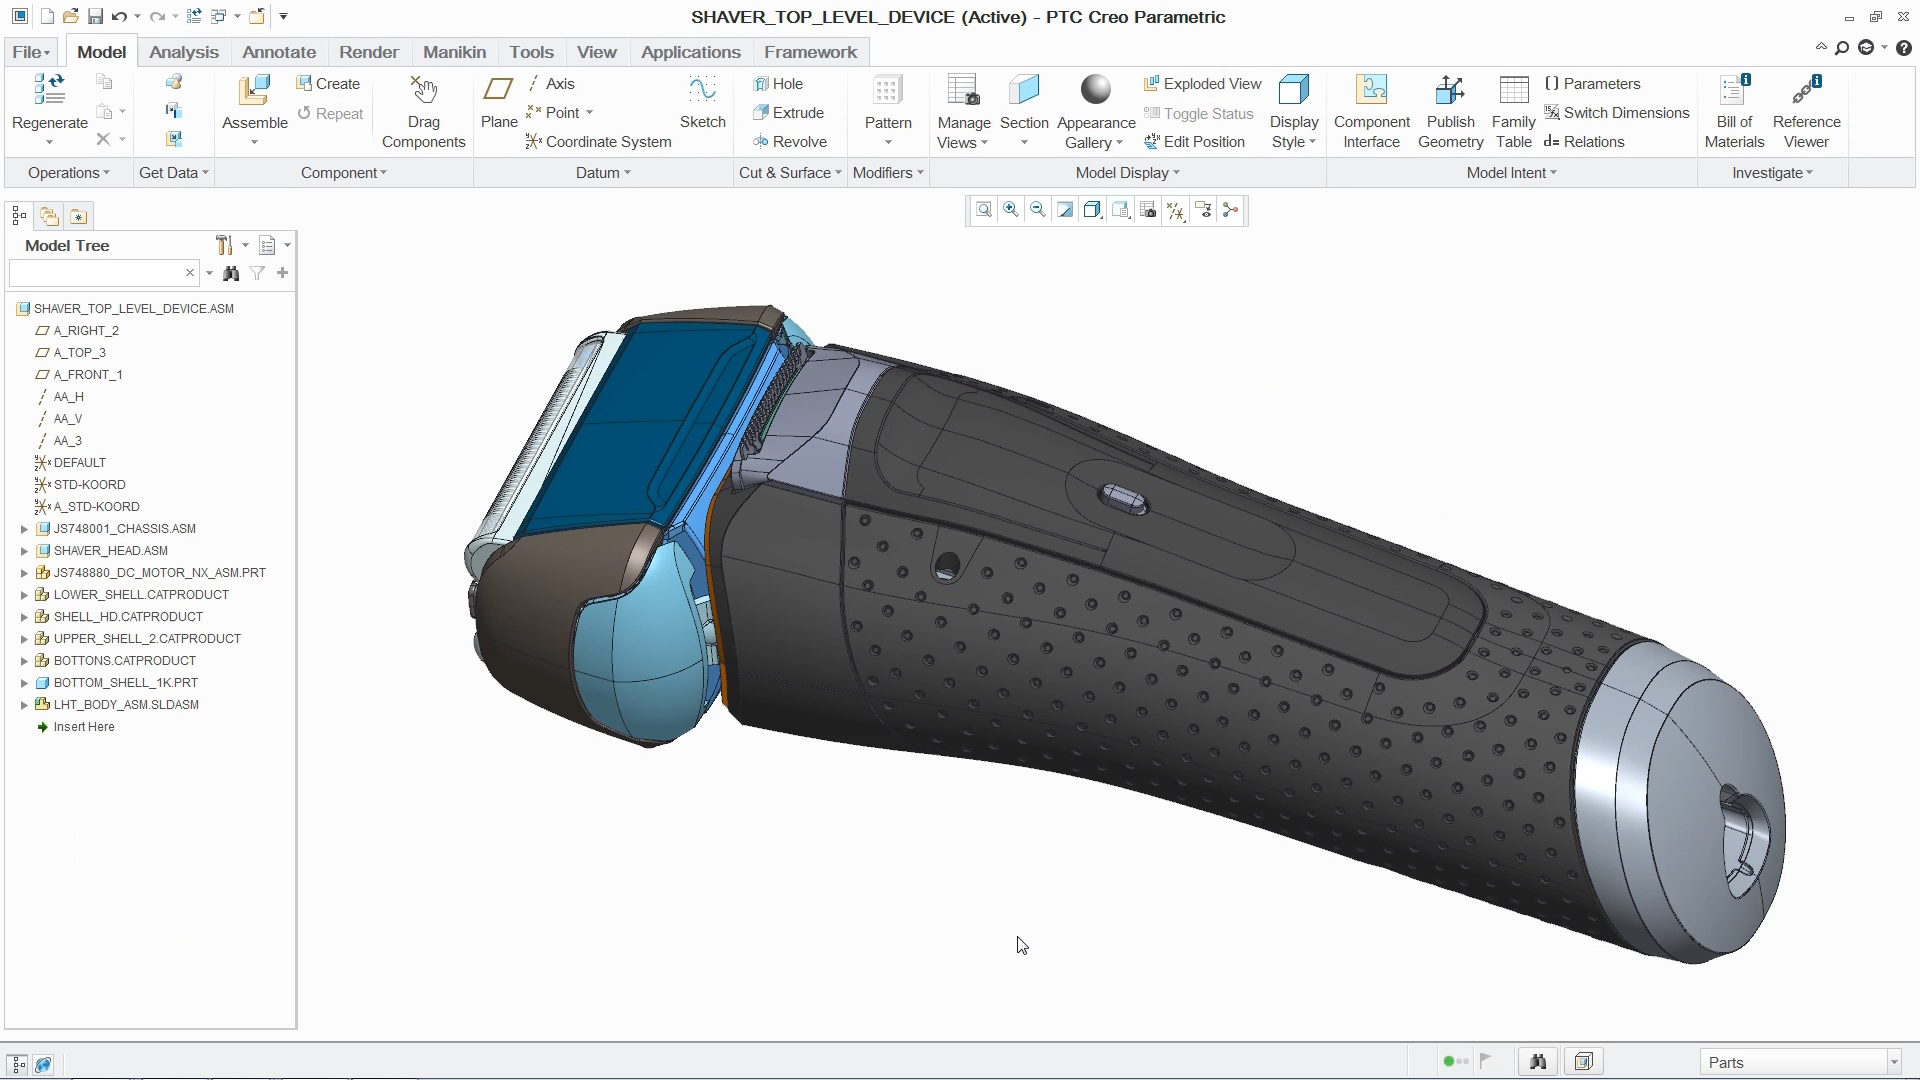 SHAVER_TOP_LEVEL_DEVICE (Active) - PTC Creo Parametric
File Model Analysis Annotate Render Manikin Tools View Applications Framework
Regenerate
Assemble
Create
Repeat
Drag Components
Plane
Axis
Point
Coordinate System
Sketch
Hole
Extrude
Revolve
Pattern
Manage Views
Section
Appearance Gallery
Exploded View
Toggle Status
Edit Position
Display Style
Component Interface
Publish Geometry
Family Table
Parameters
Switch Dimensions
d= Relations
Bill of Materials
Reference Viewer
Operations Get Data Component Datum Cut & Surface Modifiers Model Display Model Intent Investigate
Model Tree
SHAVER_TOP_LEVEL_DEVICE.ASM
A_RIGHT_2
A_TOP_3
A_FRONT_1
AA_H
AA_V
AA_3
DEFAULT
STD-KOORD
A_STD-KOORD
JS748001_CHASSIS.ASM
SHAVER_HEAD.ASM
JS748880_DC_MOTOR_NX_ASM.PRT
LOWER_SHELL.CATPRODUCT
SHELL_HD.CATPRODUCT
UPPER_SHELL_2.CATPRODUCT
BOTTONS.CATPRODUCT
BOTTOM_SHELL_1K.PRT
LHT_BODY_ASM.SLDASM
Insert Here
Parts